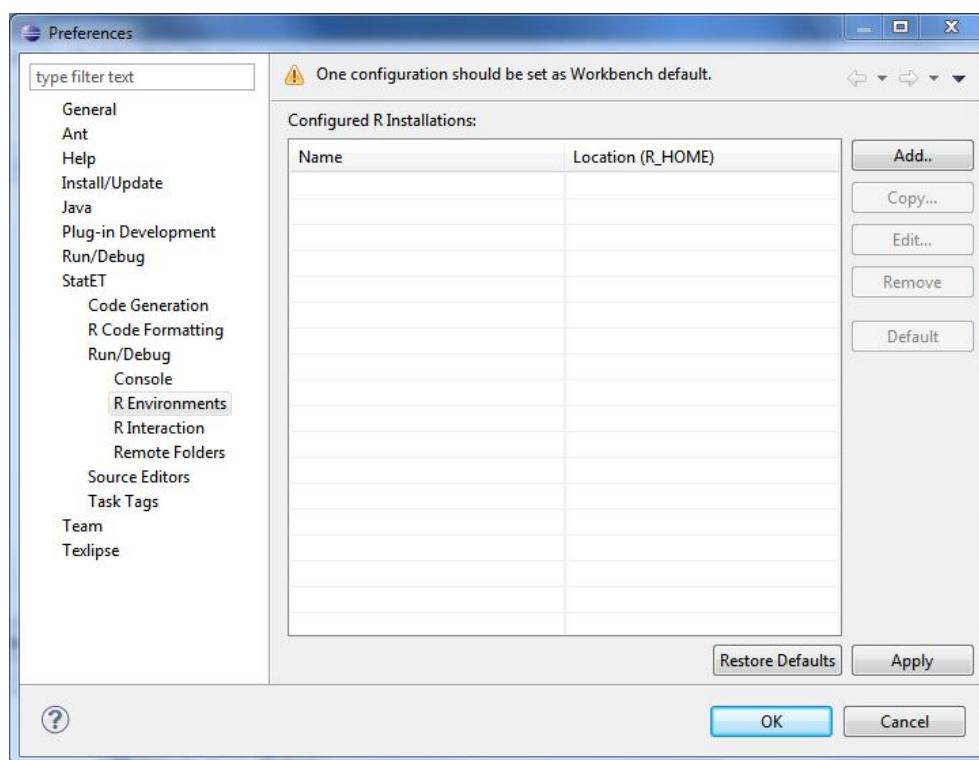 Preferences
type filter text
General
Ant
Help
Install/Update
Java
Plug-in Development
Run/Debug
StatET
Code Generation
R Code Formatting
Run/Debug
Console
R Environments
R Interaction
Remote Folders
Source Editors
Task Tags
Team
Texlipse
One configuration should be set as Workbench default.
Configured R Installations:
Name Location (R_HOME)
Add..
Copy...
Edit...
Remove
Default
Restore Defaults Apply
? OK Cancel